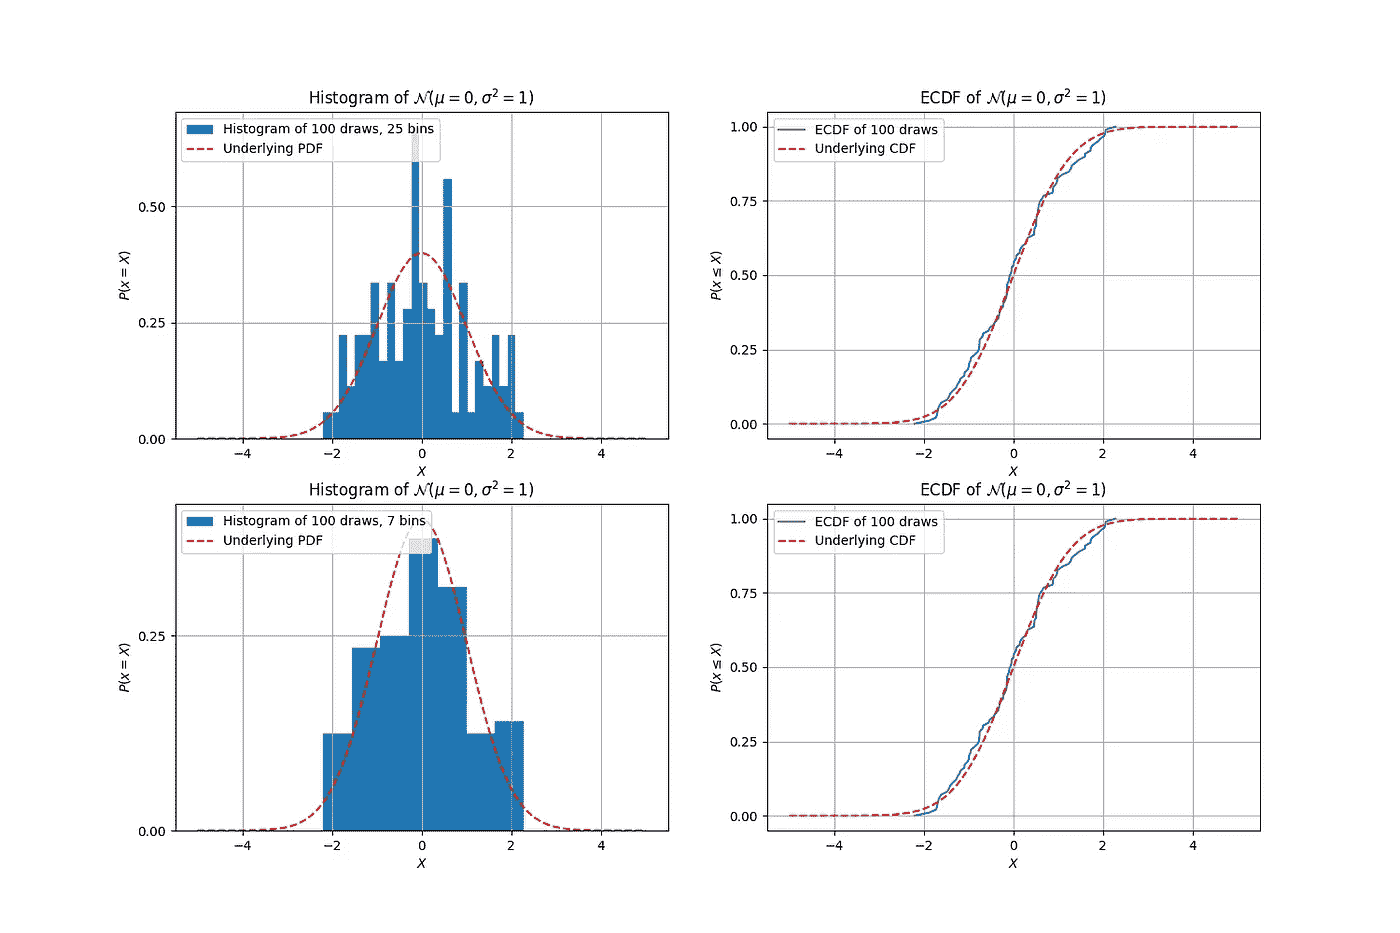 Histogram of 𝒩(μ = 0, σ² = 1)
Histogram of 100 draws, 25 bins
Underlying PDF
P(x = X)
0.50
0.25
0.00
−4 −2 0 2 4
X
ECDF of 𝒩(μ = 0, σ² = 1)
ECDF of 100 draws
Underlying CDF
P(x ≤ X)
1.00
0.75
0.50
0.25
0.00
−4 −2 0 2 4
X
Histogram of 𝒩(μ = 0, σ² = 1)
Histogram of 100 draws, 7 bins
Underlying PDF
P(x = X)
0.25
0.00
−4 −2 0 2 4
X
ECDF of 𝒩(μ = 0, σ² = 1)
ECDF of 100 draws
Underlying CDF
P(x ≤ X)
1.00
0.75
0.50
0.25
0.00
−4 −2 0 2 4
X